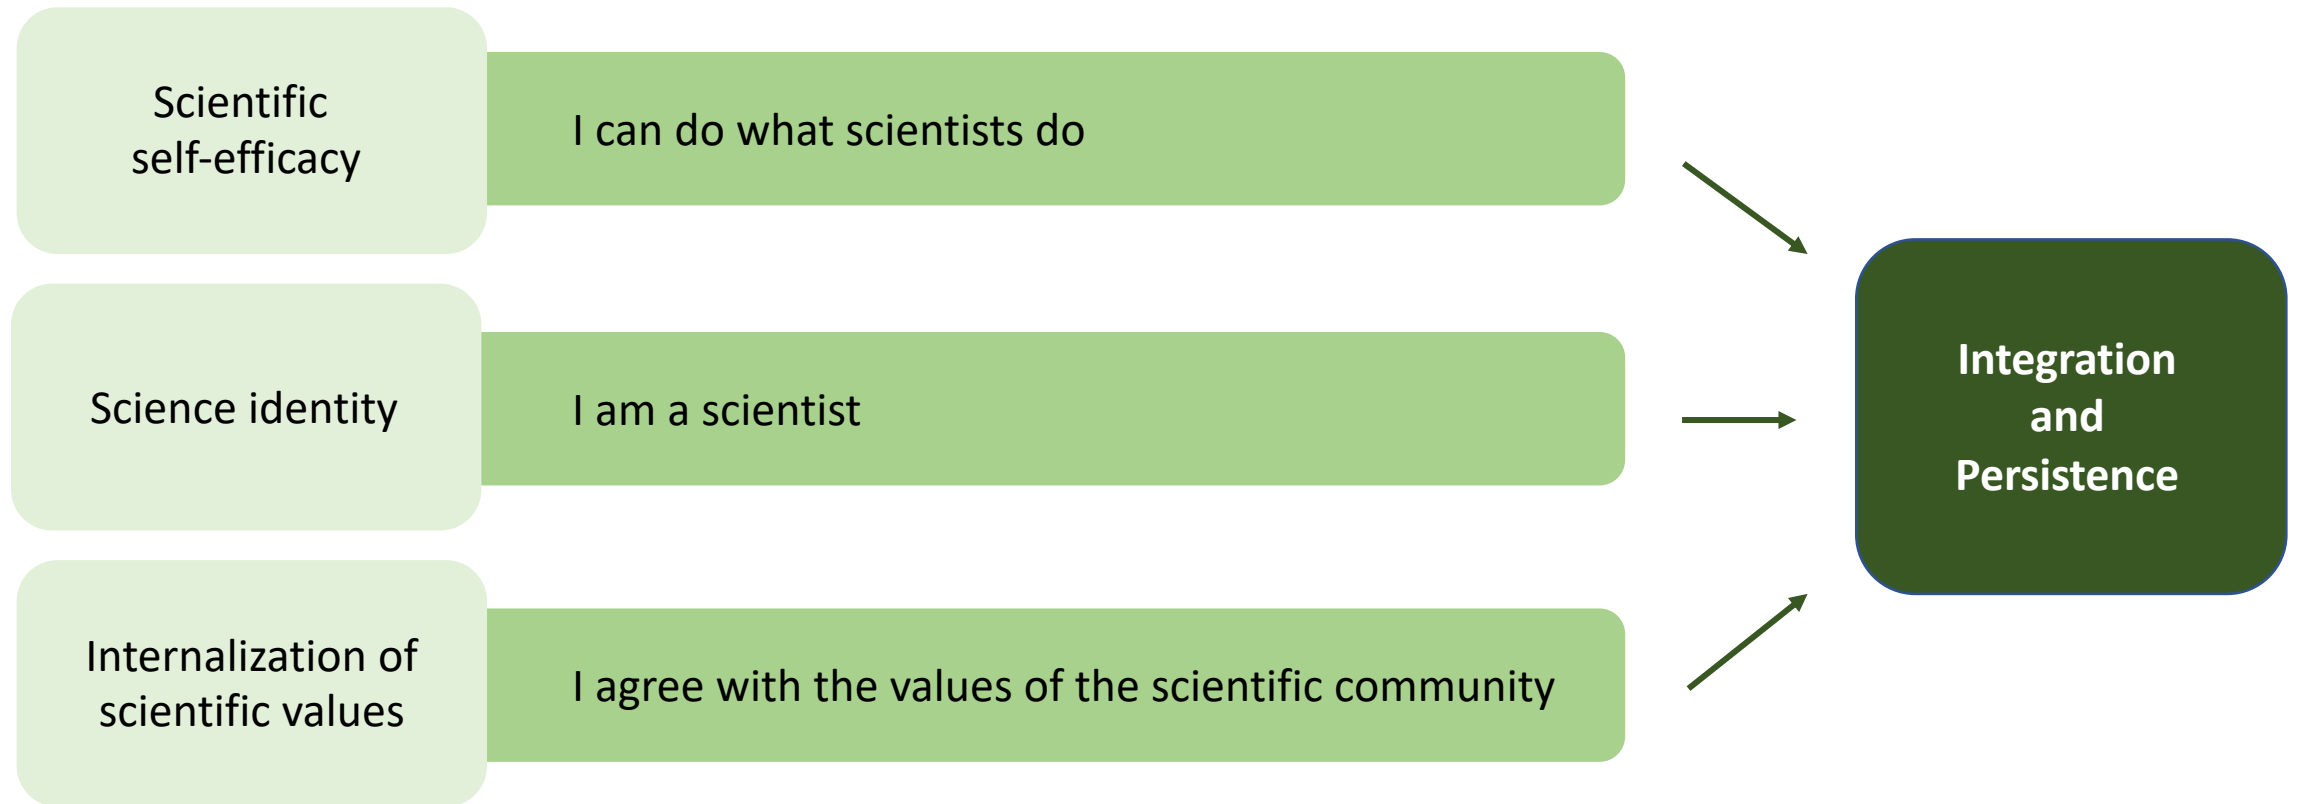 Scientific
self-efficacy
I can do what scientists do
Science identity
I am a scientist
Internalization of
scientific values
I agree with the values of the scientific community
Integration
and
Persistence